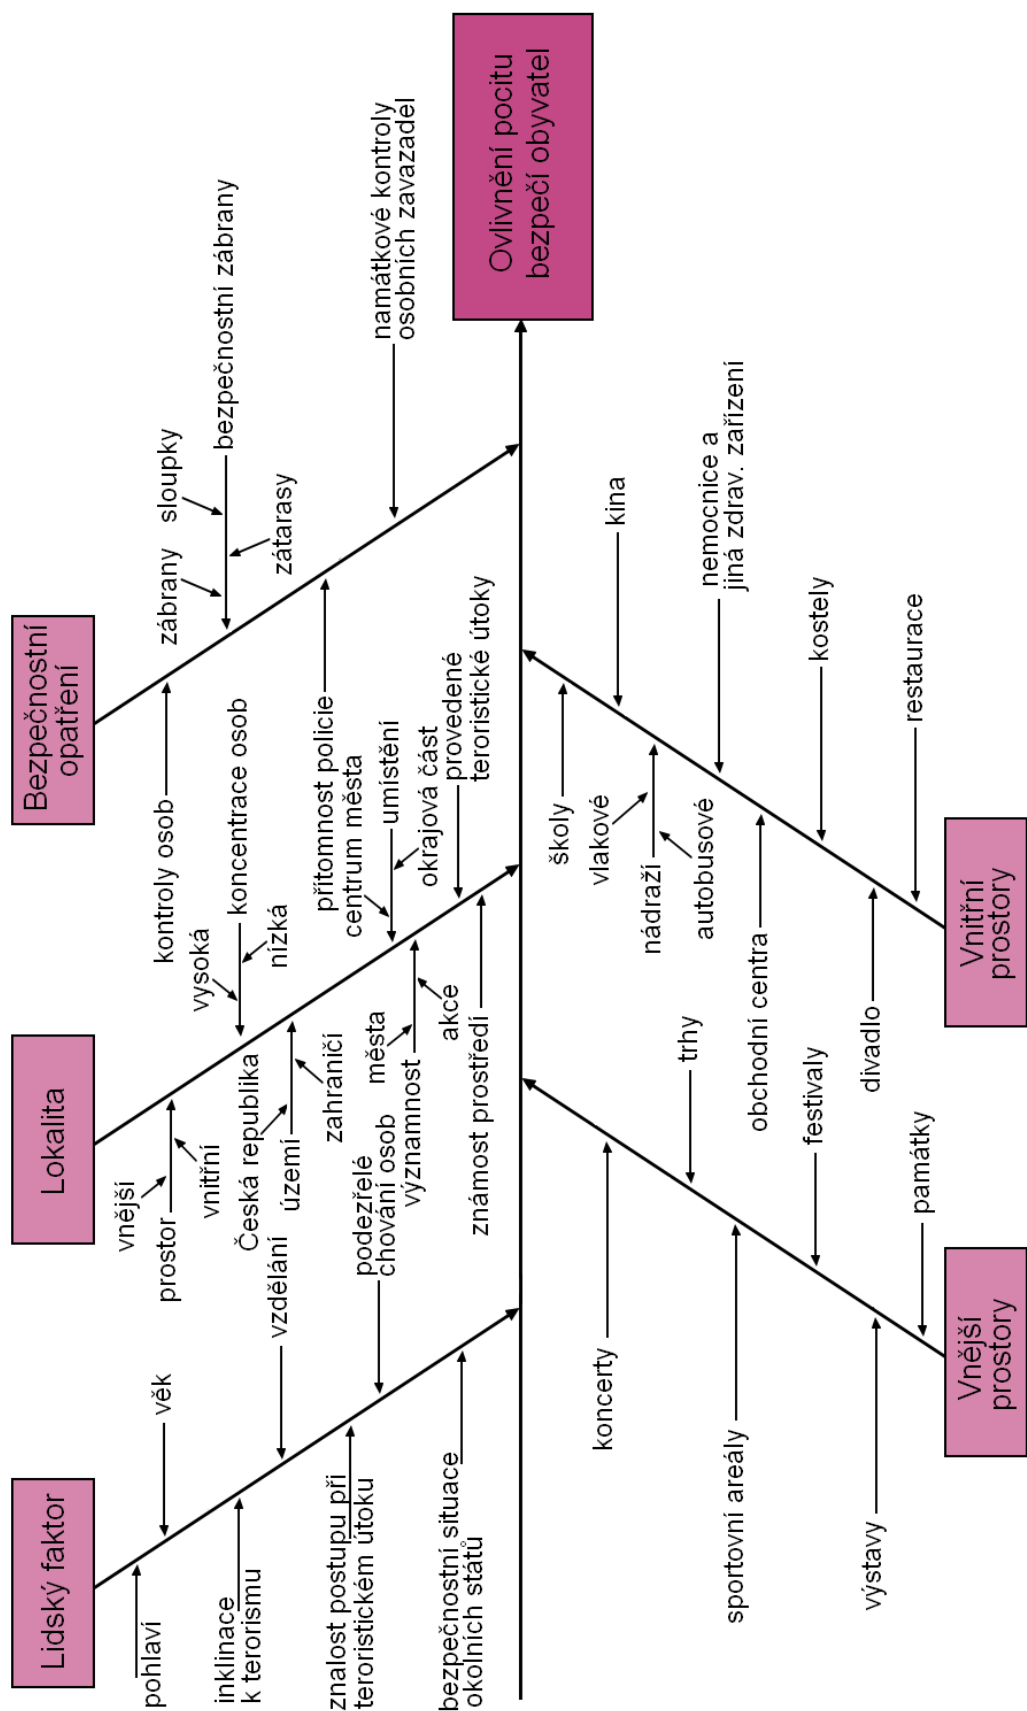 Lidský faktor
pohlaví
věk
inklinace
k terorismu
vzdělání
znalost postupu při
teroristickém útoku
podezřelé
chování osob
bezpečnostní situace
okolních států
Lokalita
vnější
prostor
vnitřní
vysoká
koncentrace osob
nízká
Česká republika
území
zahraničí
centrum města
umístění
okrajová část
města
významnost
akce
provedené
teroristické útoky
známost prostředí
Bezpečnostní
opatření
kontroly osob
zábrany
sloupky
bezpečnostní zábrany
zátarasy
přítomnost policie
namátkové kontroly
osobních zavazadel
Ovlivnění pocitu
bezpečí obyvatel
koncerty
trhy
sportovní areály
festivaly
výstavy
památky
Vnější
prostory
školy
kina
vlakové
nádraží
autobusové
nemocnice a
jiná zdrav. zařízení
obchodní centra
kostely
divadlo
restaurace
Vnitřní
prostory